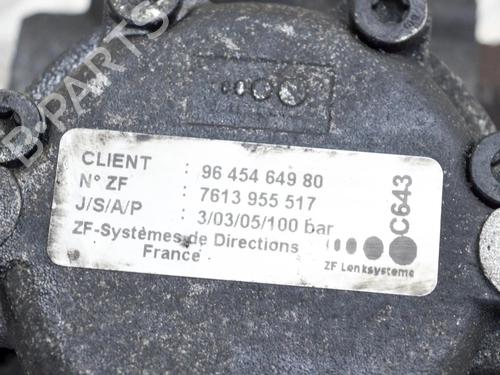 B-PARTS
CLIENT : 96 454 649 80
N° ZF : 7613 955 517
J/S/A/P : 3/03/05/100 bar
ZF-Systèmes de Directions
France
C643
ZF Lenksysteme